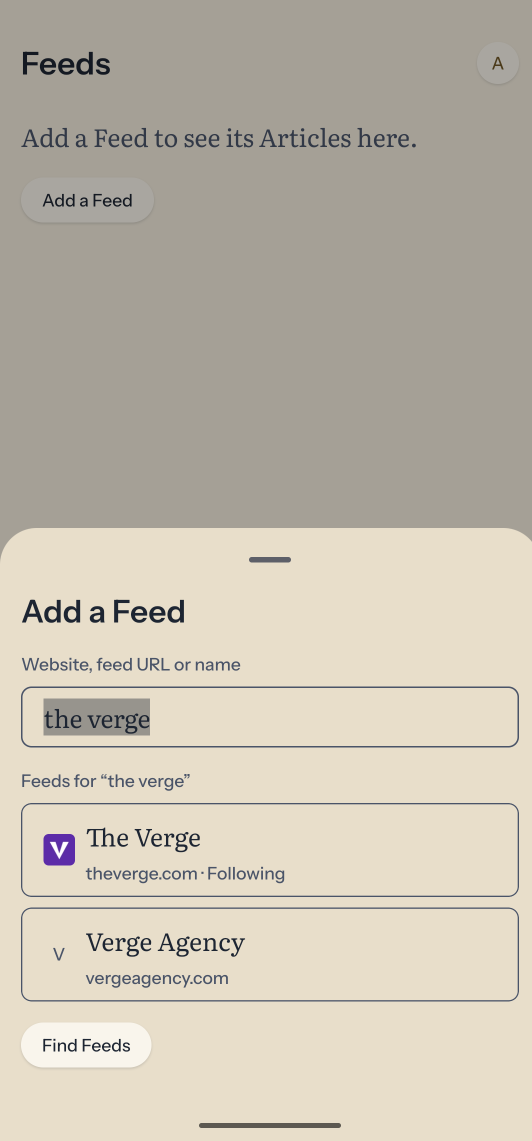 Feeds
A
Add a Feed to see its Articles here.
Add a Feed
Add a Feed
Website, feed URL or name
the verge
Feeds for “the verge”
V
The Verge
theverge.com · Following
V
Verge Agency
vergeagency.com
Find Feeds